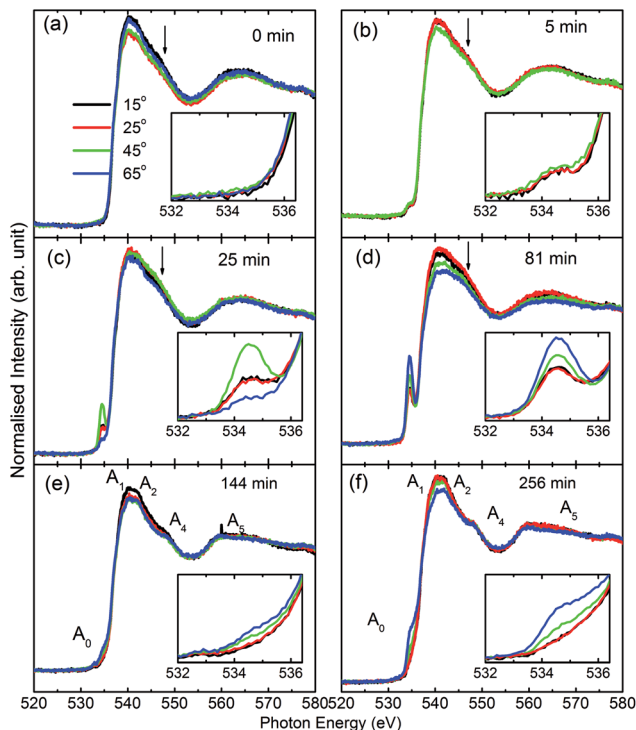 Normalised Intensity (arb. unit)
(a)
0 min
15°
25°
45°
65°
532 534 536
(b)
5 min
532 534 536
(c)
25 min
532 534 536
(d)
81 min
532 534 536
(e)
144 min
A1
A2
A4
A5
A0
532 534 536
(f)
256 min
A1
A2
A4
A5
A0
532 534 536
520 530 540 550 560 570 580
520 530 540 550 560 570 580
Photon Energy (eV)